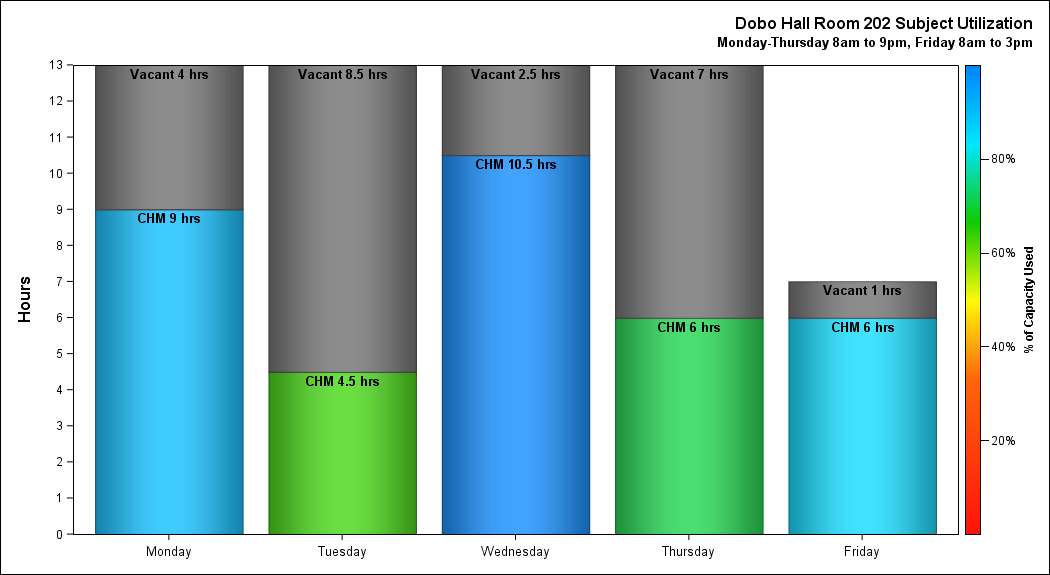 Dobo Hall Room 202 Subject Utilization
Monday-Thursday 8am to 9pm, Friday 8am to 3pm
Hours
13
12
11
10
9
8
7
6
5
4
3
2
1
0
Vacant 4 hrs
CHM 9 hrs
Vacant 8.5 hrs
CHM 4.5 hrs
Vacant 2.5 hrs
CHM 10.5 hrs
Vacant 7 hrs
CHM 6 hrs
Vacant 1 hrs
CHM 6 hrs
Monday
Tuesday
Wednesday
Thursday
Friday
80%
60%
40%
20%
% of Capacity Used